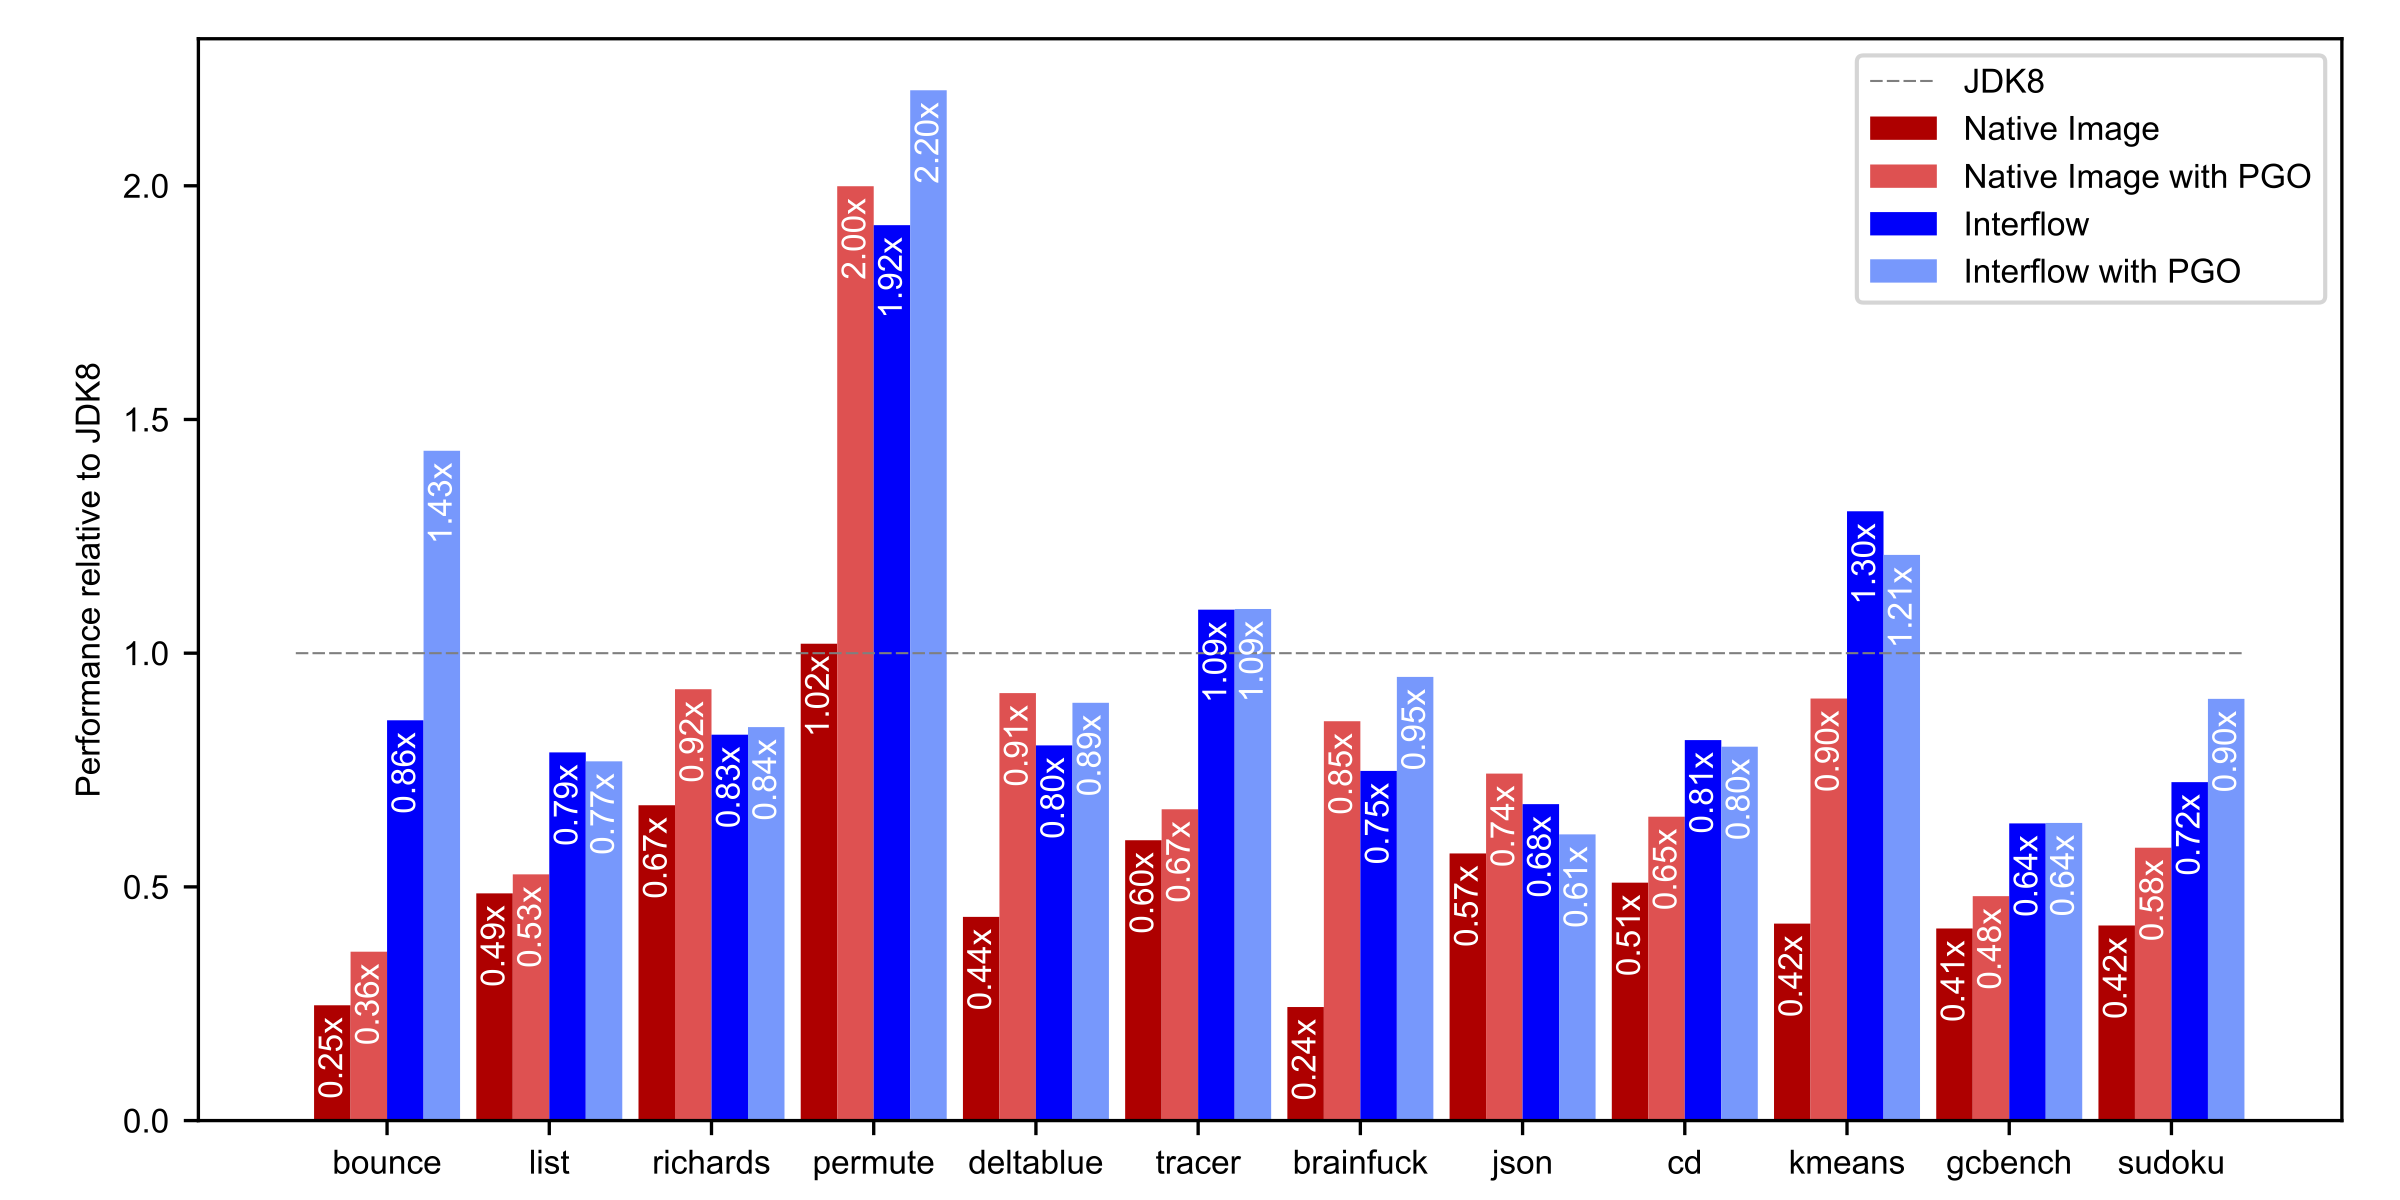 Performance relative to JDK8
2.0
1.5
1.0
0.5
0.0
JDK8
Native Image
Native Image with PGO
Interflow
Interflow with PGO
0.25x
0.36x
0.86x
1.43x
0.49x
0.53x
0.79x
0.77x
0.67x
0.92x
0.83x
0.84x
1.02x
2.00x
1.92x
2.20x
0.44x
0.91x
0.80x
0.89x
0.60x
0.67x
1.09x
1.09x
0.24x
0.85x
0.75x
0.95x
0.57x
0.74x
0.68x
0.61x
0.51x
0.65x
0.81x
0.80x
0.42x
0.90x
1.30x
1.21x
0.41x
0.48x
0.64x
0.64x
0.42x
0.58x
0.72x
0.90x
bounce list richards permute deltablue tracer brainfuck json cd kmeans gcbench sudoku